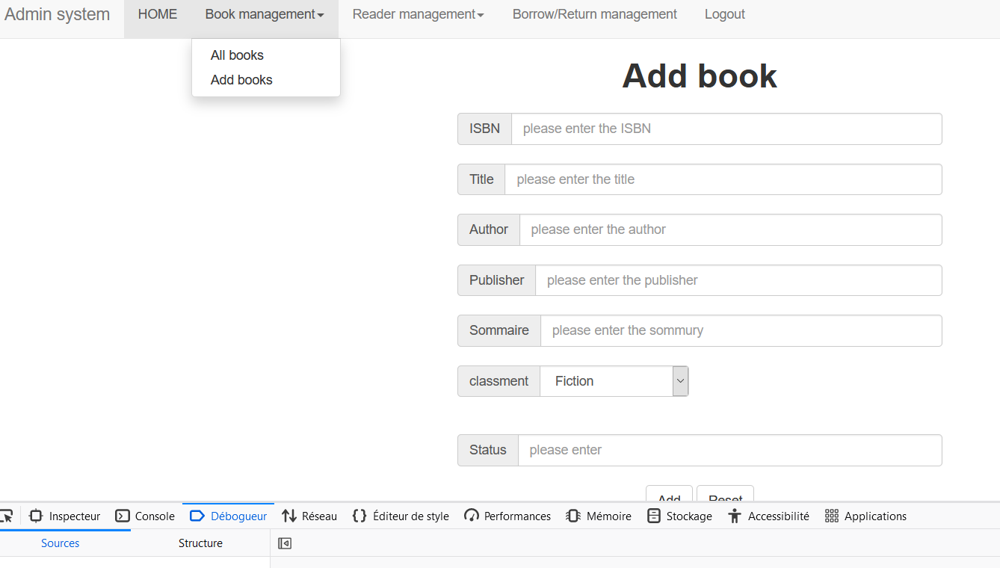 Admin system HOME Book management Reader management Borrow/Return management Logout
All books
Add books
Add book
ISBN please enter the ISBN
Title please enter the title
Author please enter the author
Publisher please enter the publisher
Sommaire please enter the sommury
classment Fiction
Status please enter
Add Reset
Inspecteur Console Débogueur Réseau Éditeur de style Performances Mémoire Stockage Accessibilité Applications
Sources Structure